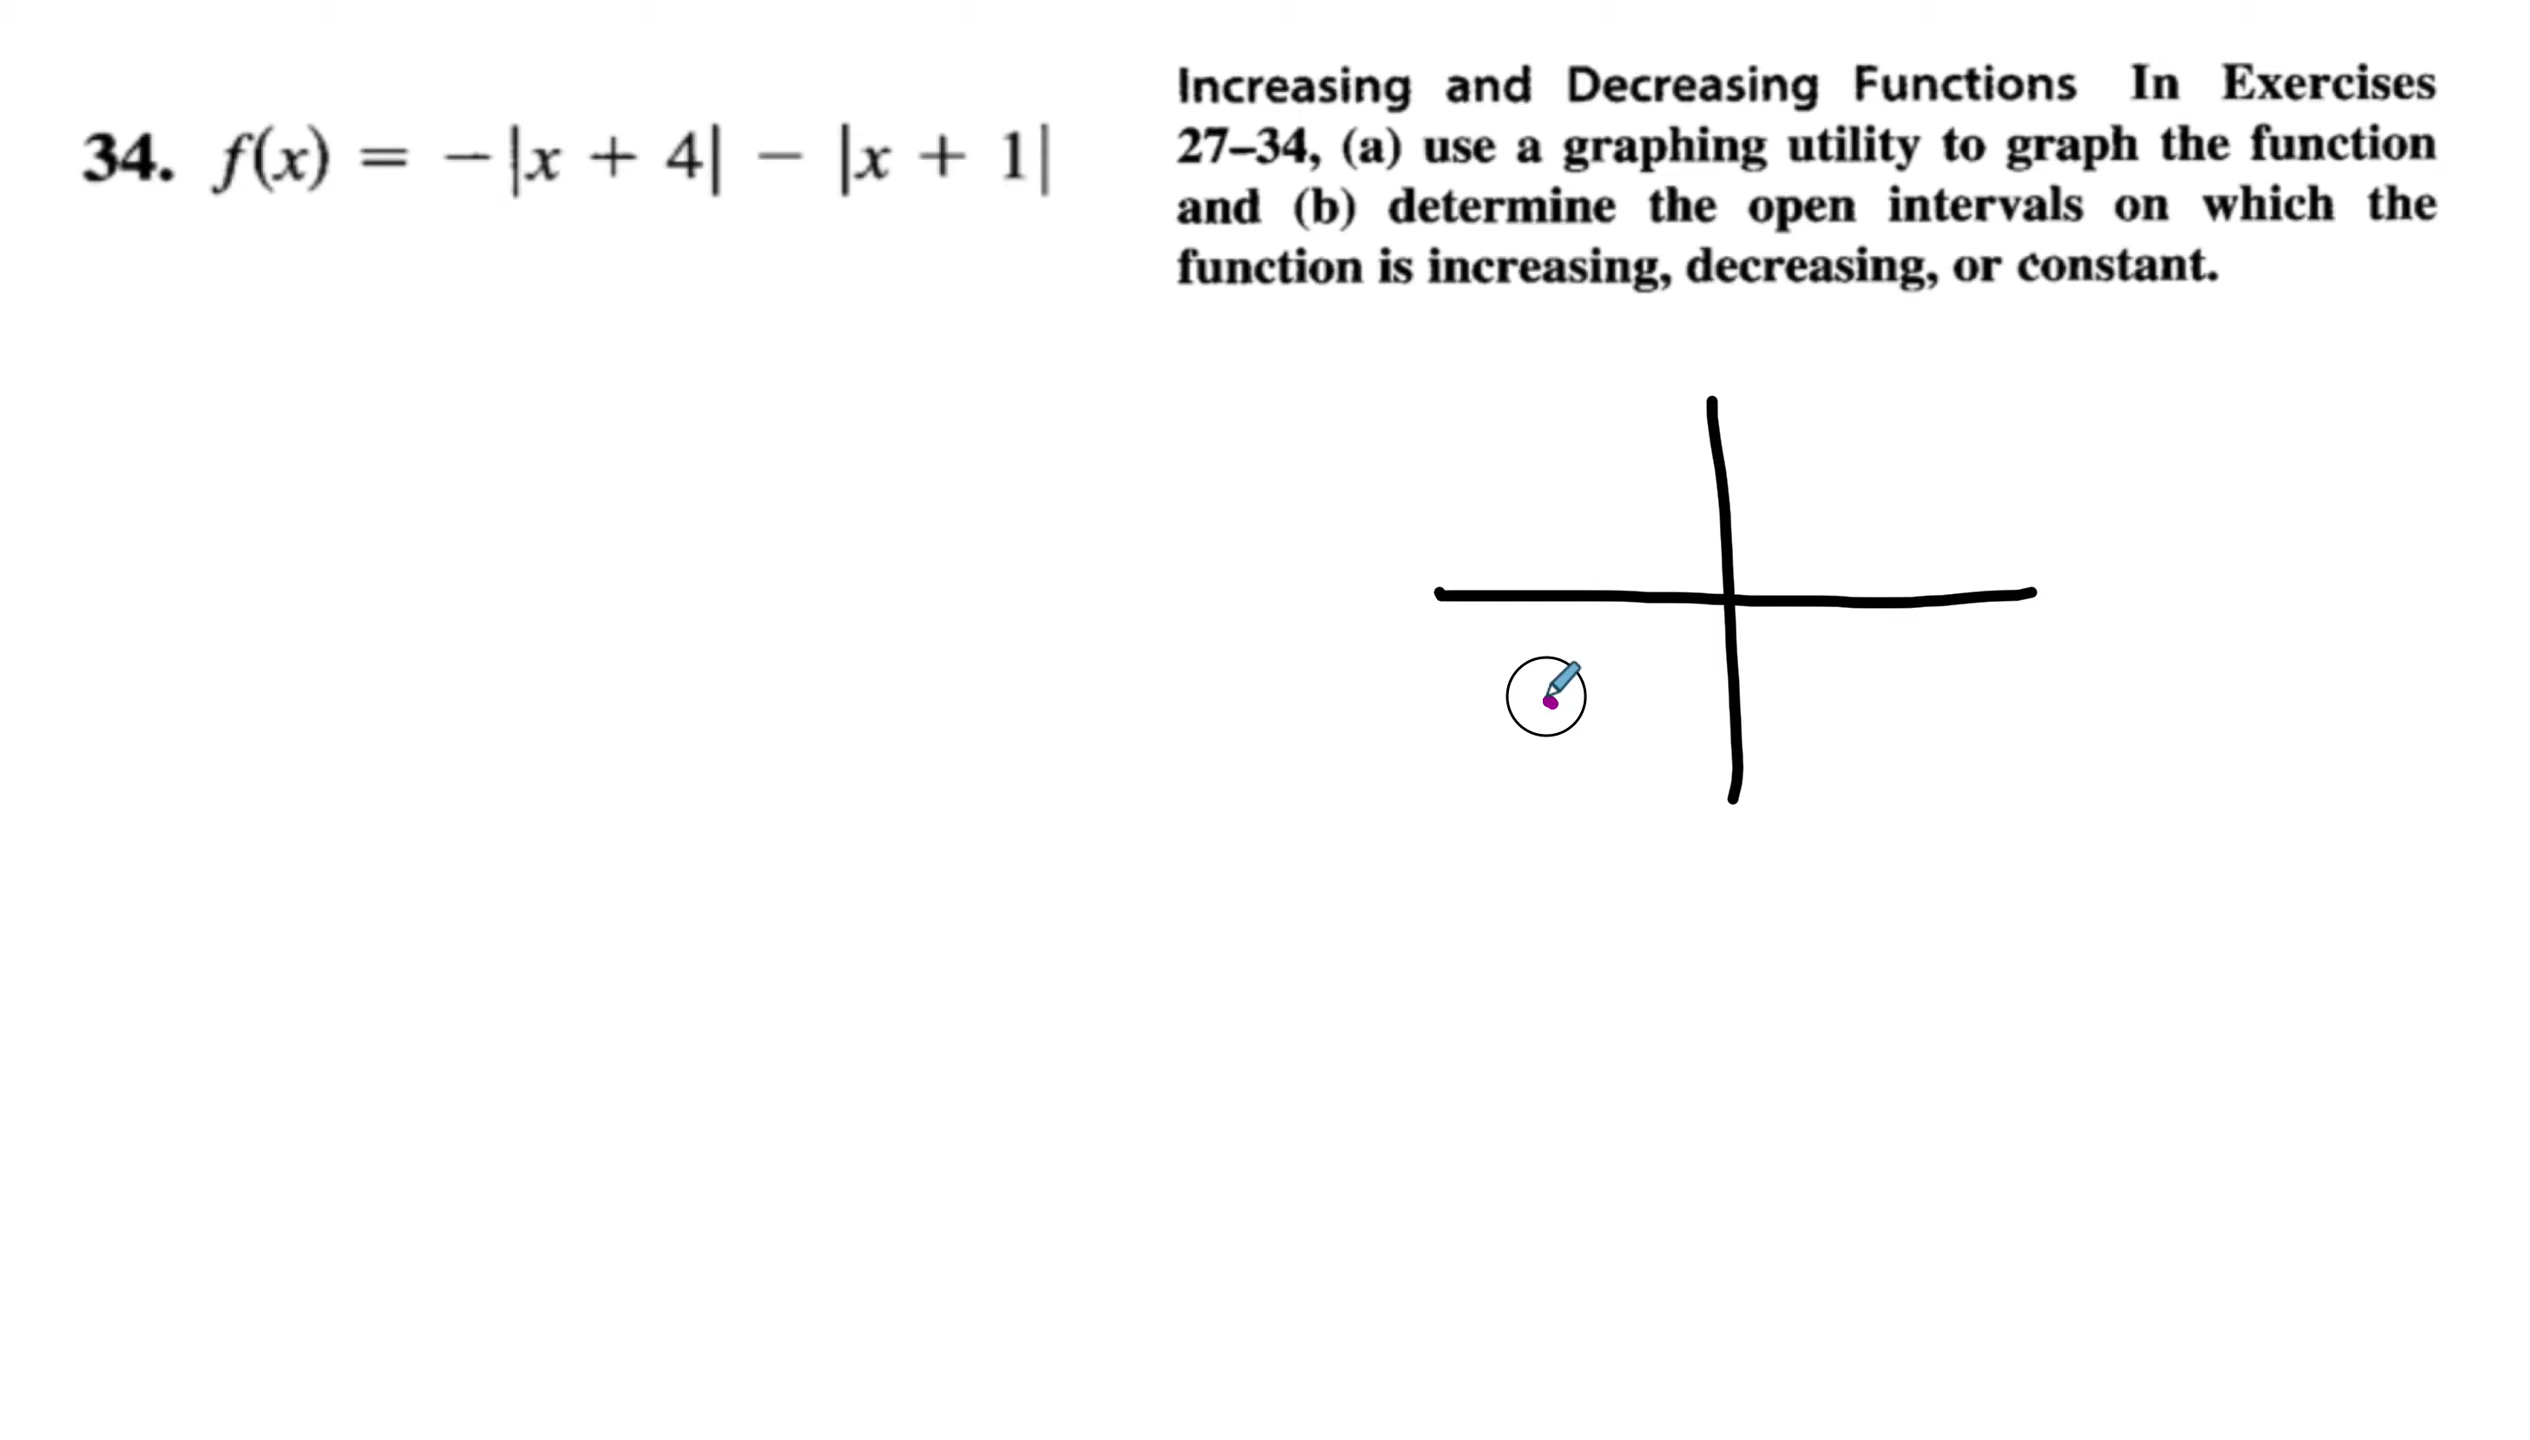 34. f(x) = −|x + 4| − |x + 1|
Increasing and Decreasing Functions In Exercises
27–34, (a) use a graphing utility to graph the function
and (b) determine the open intervals on which the
function is increasing, decreasing, or constant.